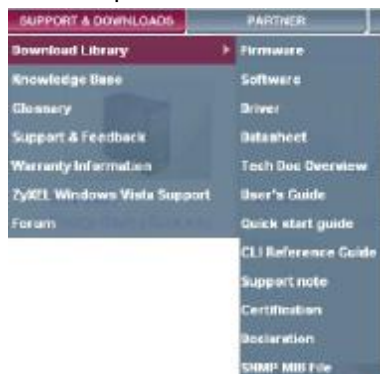 SUPPORT & DOWNLOADS
PARTNER
Download Library
Knowledge Base
Glossary
Support & Feedback
Warranty Information
ZyXEL Windows Vista Support
Forum
Firmware
Software
Driver
Datasheet
Tech Doc Overview
User's Guide
Quick start guide
CLI Reference Guide
Support note
Certification
Declaration
SNMP MIB File